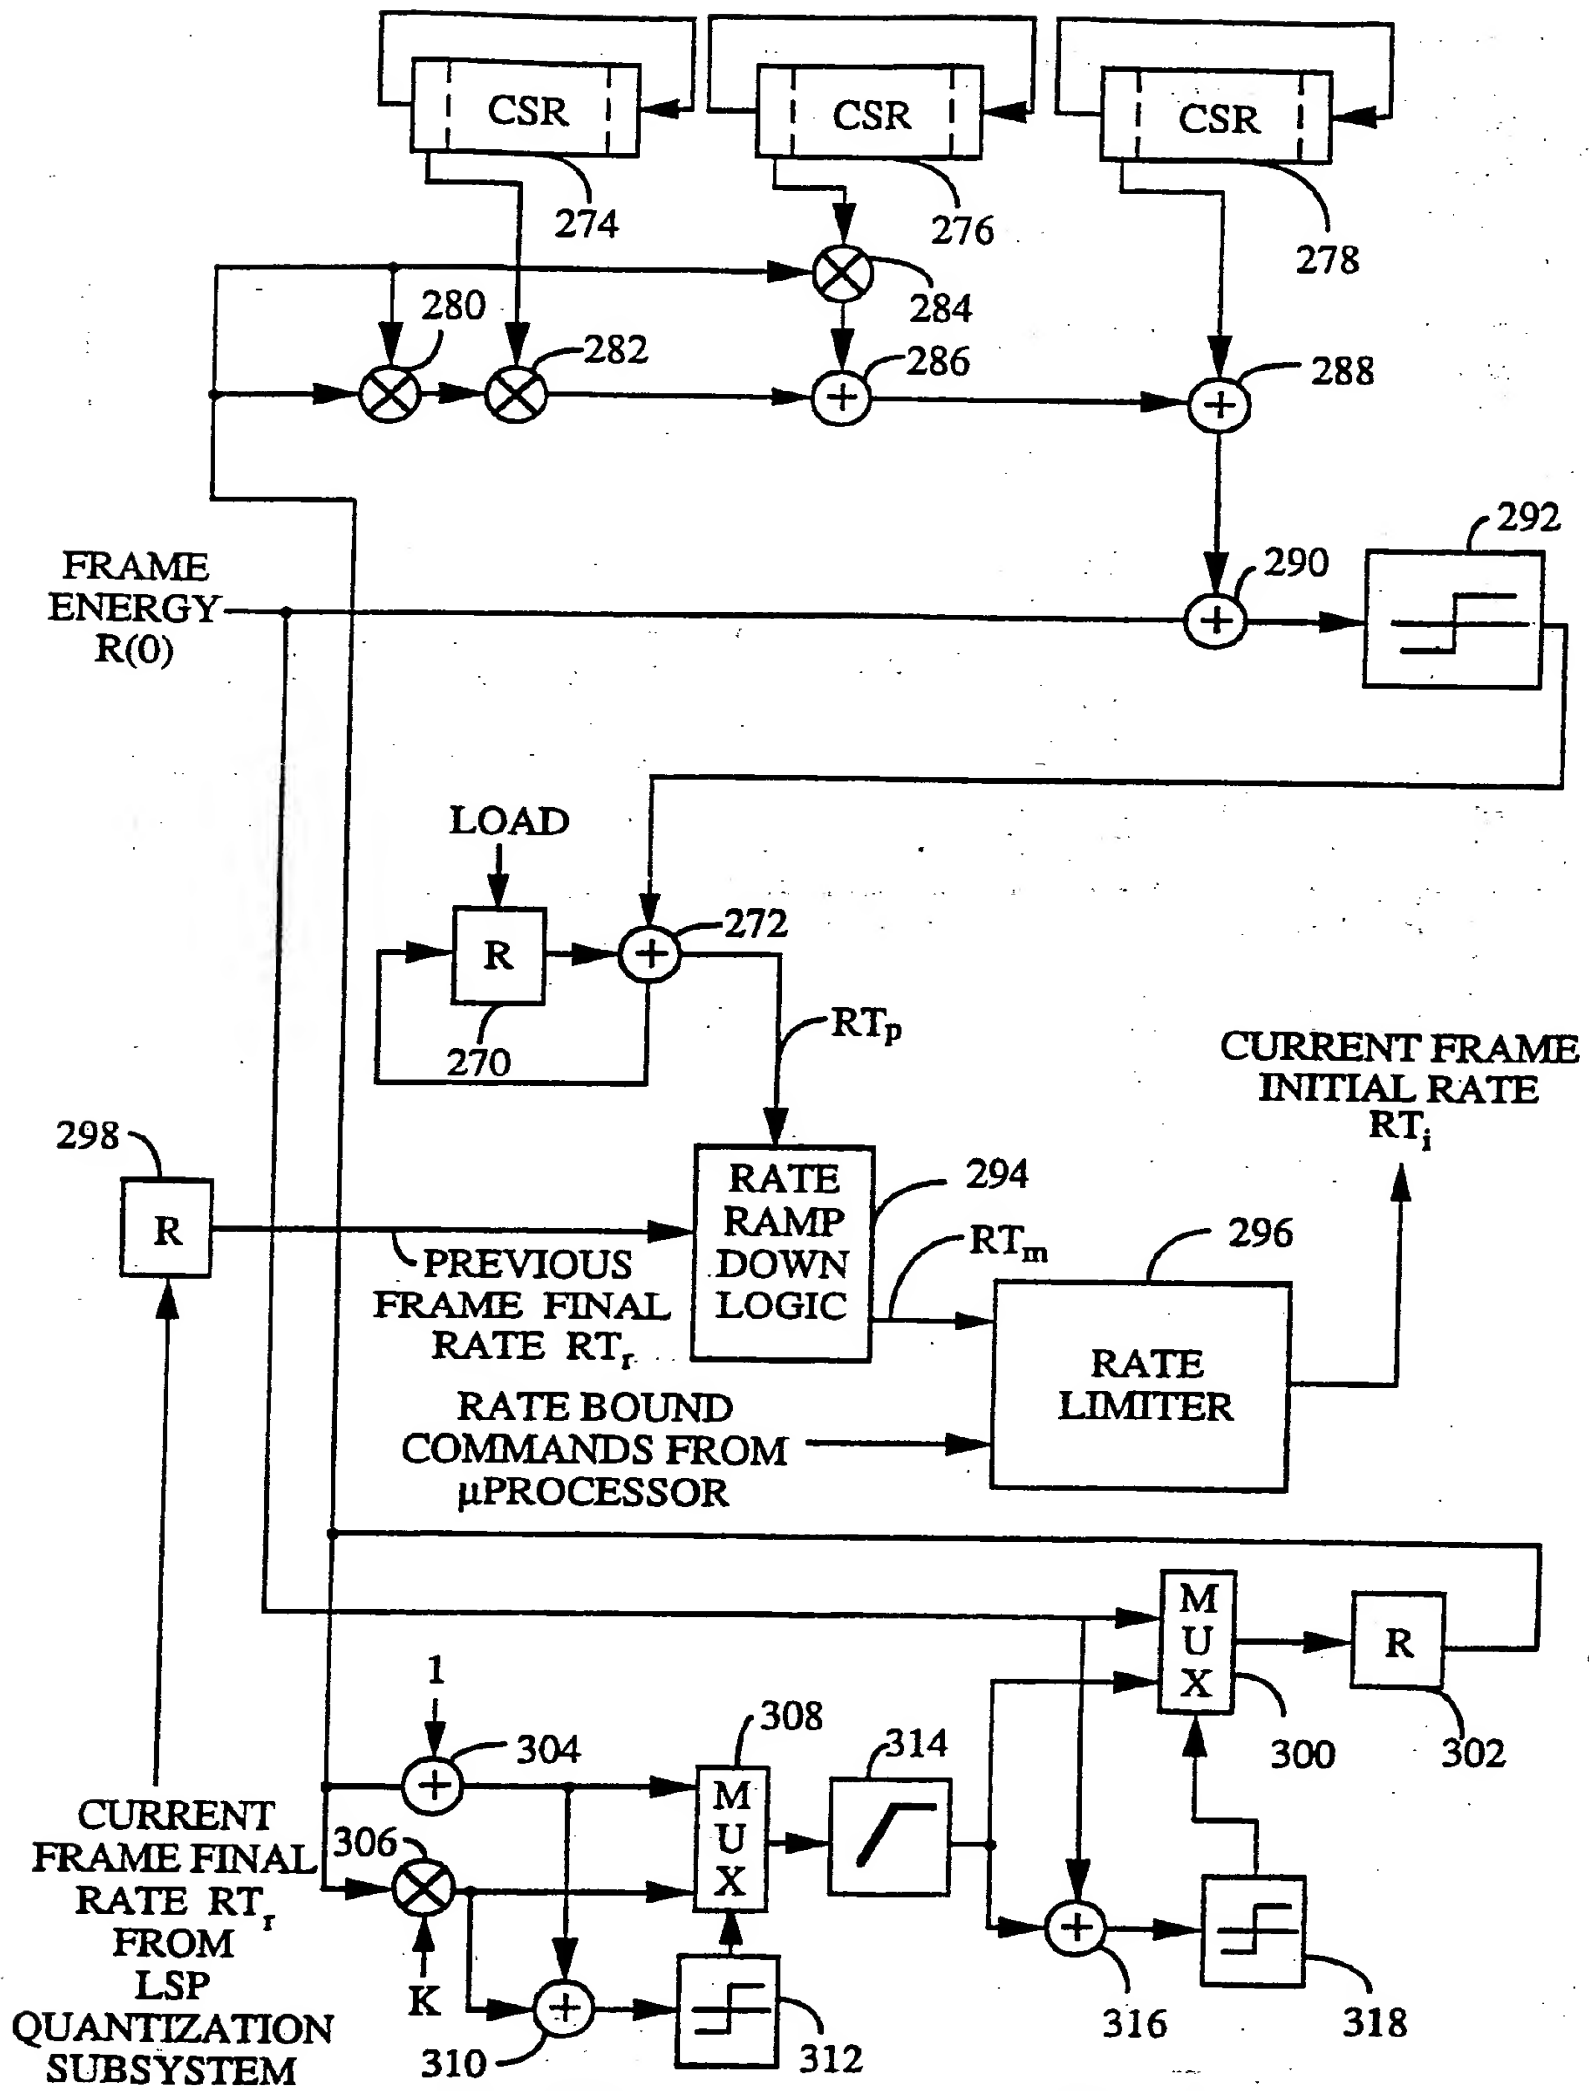 CSR
CSR
CSR
274
276
278
280
282
284
286
288
290
292
FRAME
ENERGY
R(0)
+
+
+
LOAD
R
+
272
270
RTp
CURRENT FRAME
INITIAL RATE
RTi
298
R
RATE
RAMP
DOWN
LOGIC
294
RTm
296
PREVIOUS
FRAME FINAL
RATE RTr
RATE
LIMITER
RATE BOUND
COMMANDS FROM
µPROCESSOR
M
U
X
R
300
302
1
304
+
308
314
M
U
X
306
K
+
310
312
+
316
318
CURRENT
FRAME FINAL
RATE RTr
FROM
LSP
QUANTIZATION
SUBSYSTEM